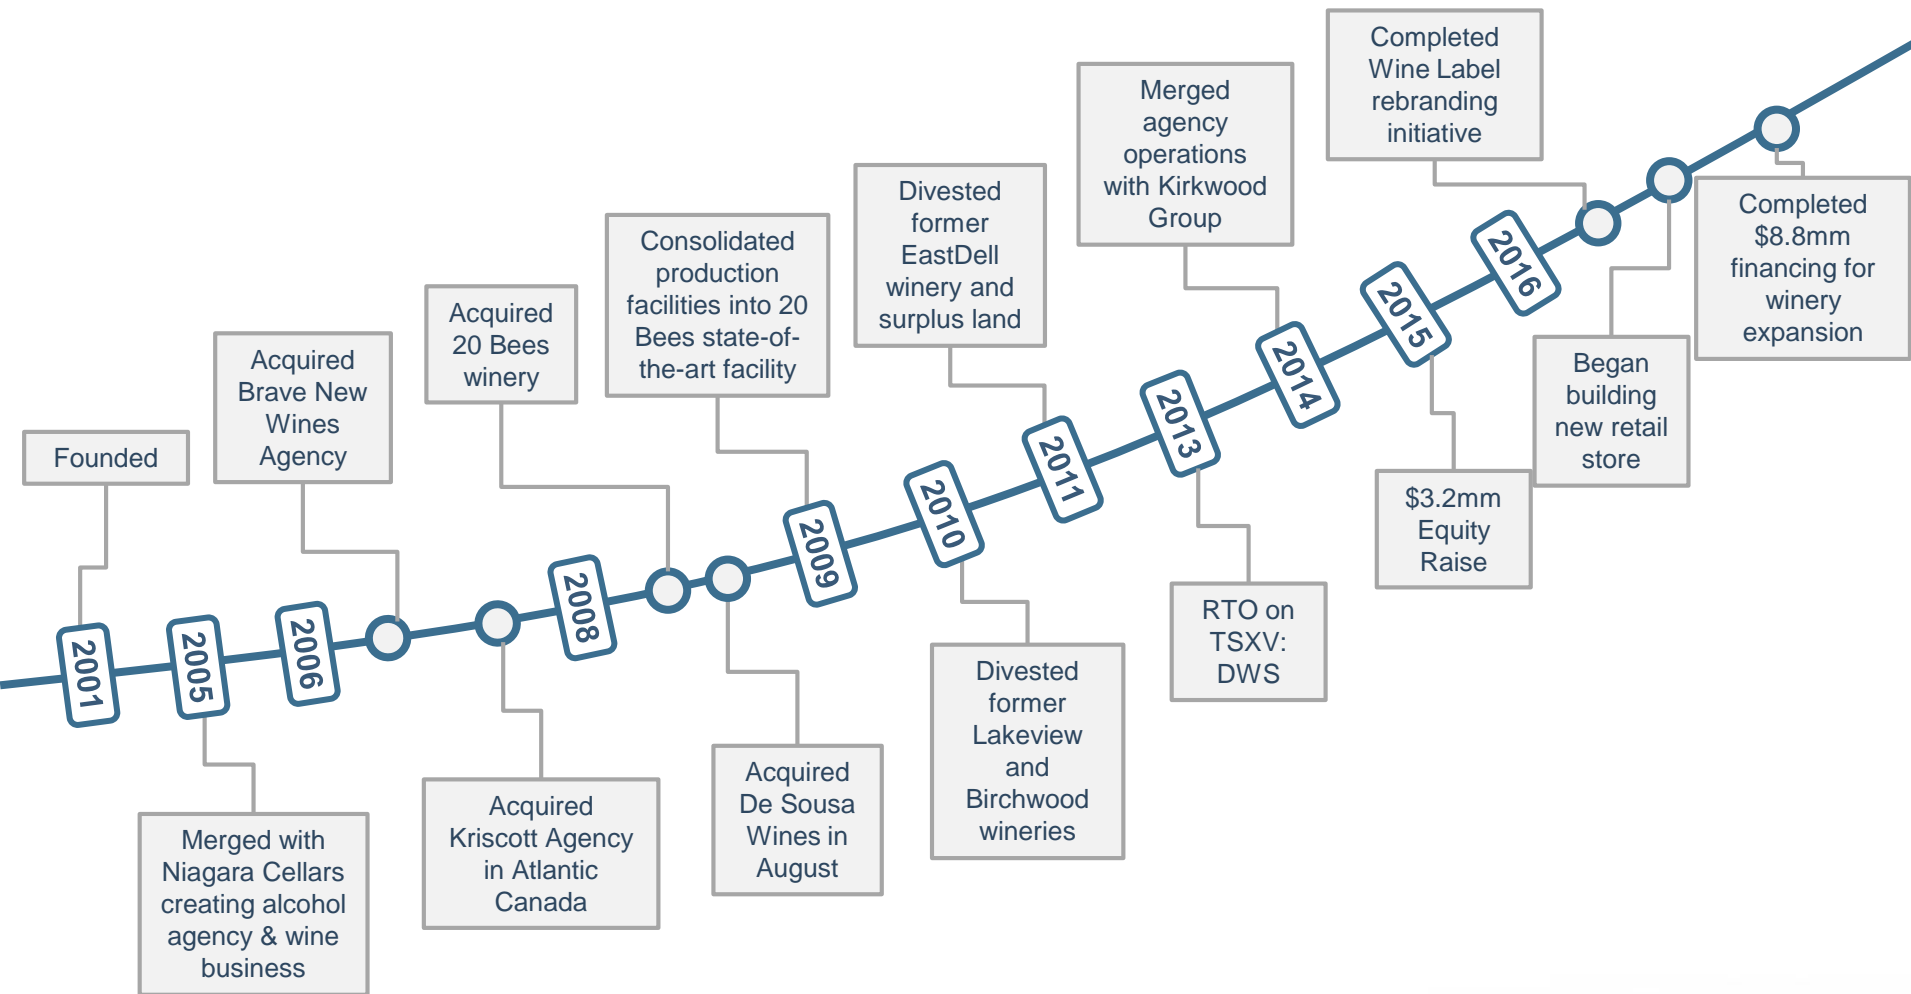 Founded
2001
2005
Merged with
Niagara Cellars
creating alcohol
agency & wine
business
2006
Acquired
Brave New
Wines
Agency
Acquired
Kriscott Agency
in Atlantic
Canada
2008
Acquired
20 Bees
winery
Acquired
De Sousa
Wines in
August
2009
Consolidated
production
facilities into 20
Bees state-of-
the-art facility
2010
Divested
former
Lakeview
and
Birchwood
wineries
2011
Divested
former
EastDell
winery and
surplus land
2013
RTO on
TSXV:
DWS
2014
Merged
agency
operations
with Kirkwood
Group
2015
$3.2mm
Equity
Raise
2016
Completed
Wine Label
rebranding
initiative
Began
building
new retail
store
Completed
$8.8mm
financing for
winery
expansion